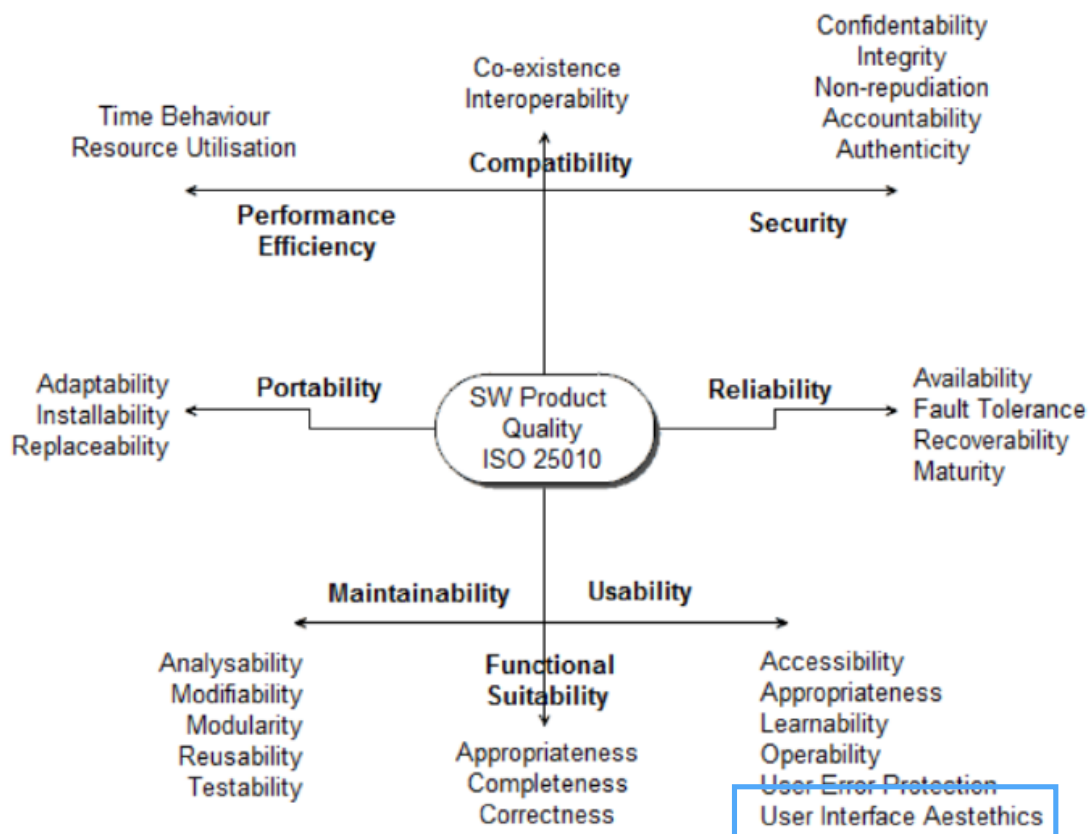 Confidentability
Integrity
Non-repudiation
Accountability
Authenticity
Co-existence
Interoperability
Time Behaviour
Resource Utilisation
Compatibility
Performance
Efficiency
Security
Adaptability
Installability
Replaceability
Portability
SW Product
Quality
ISO 25010
Reliability
Availability
Fault Tolerance
Recoverability
Maturity
Maintainability
Usability
Analysability
Modifiability
Modularity
Reusability
Testability
Functional
Suitability
Appropriateness
Completeness
Correctness
Accessibility
Appropriateness
Learnability
Operability
User Error Protection
User Interface Aestethics